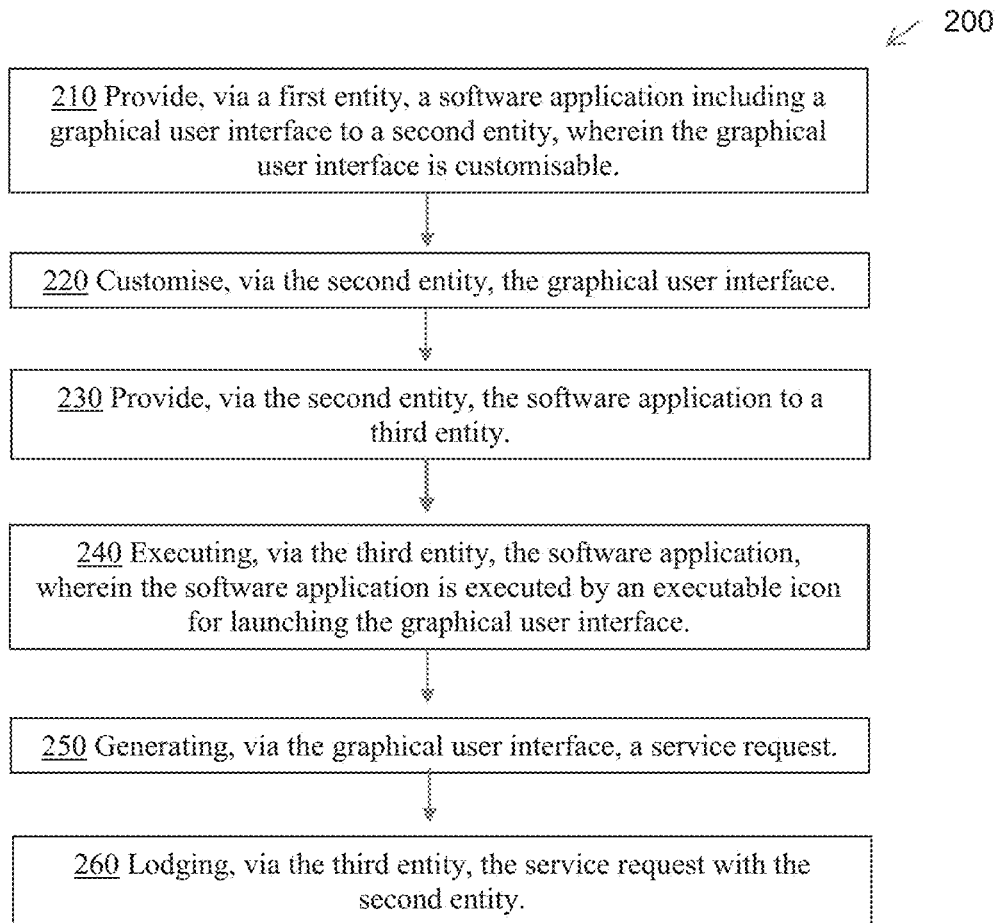 200
210 Provide, via a first entity, a software application including a
graphical user interface to a second entity, wherein the graphical
user interface is customisable.
220 Customise, via the second entity, the graphical user interface.
230 Provide, via the second entity, the software application to a
third entity.
240 Executing, via the third entity, the software application,
wherein the software application is executed by an executable icon
for launching the graphical user interface.
250 Generating, via the graphical user interface, a service request.
260 Lodging, via the third entity, the service request with the
second entity.